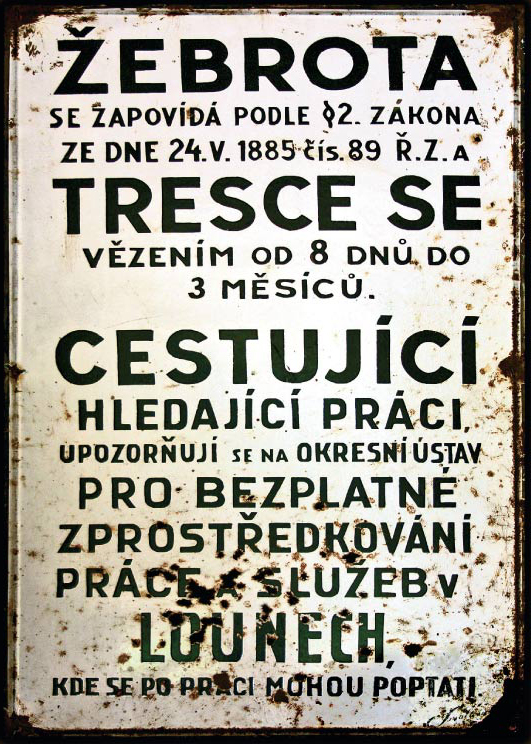 ŽEBROTA
SE ZAPOVÍDÁ PODLE §2. ZÁKONA
ZE DNE 24.V. 1885 čís. 89 Ř.Z. A
TRESCE SE
VĚZENÍM OD 8 DNŮ DO
3 MĚSÍCŮ.
CESTUJÍCÍ
HLEDAJÍCÍ PRÁCI,
UPOZORŇUJÍ SE NA OKRESNÍ ÚSTAV
PRO BEZPLATNÉ
ZPROSTŘEDKOVÁNÍ
PRÁCE A SLUŽEB V
LOUNECH,
KDE SE PO PRÁCI MOHOU POPTATI.